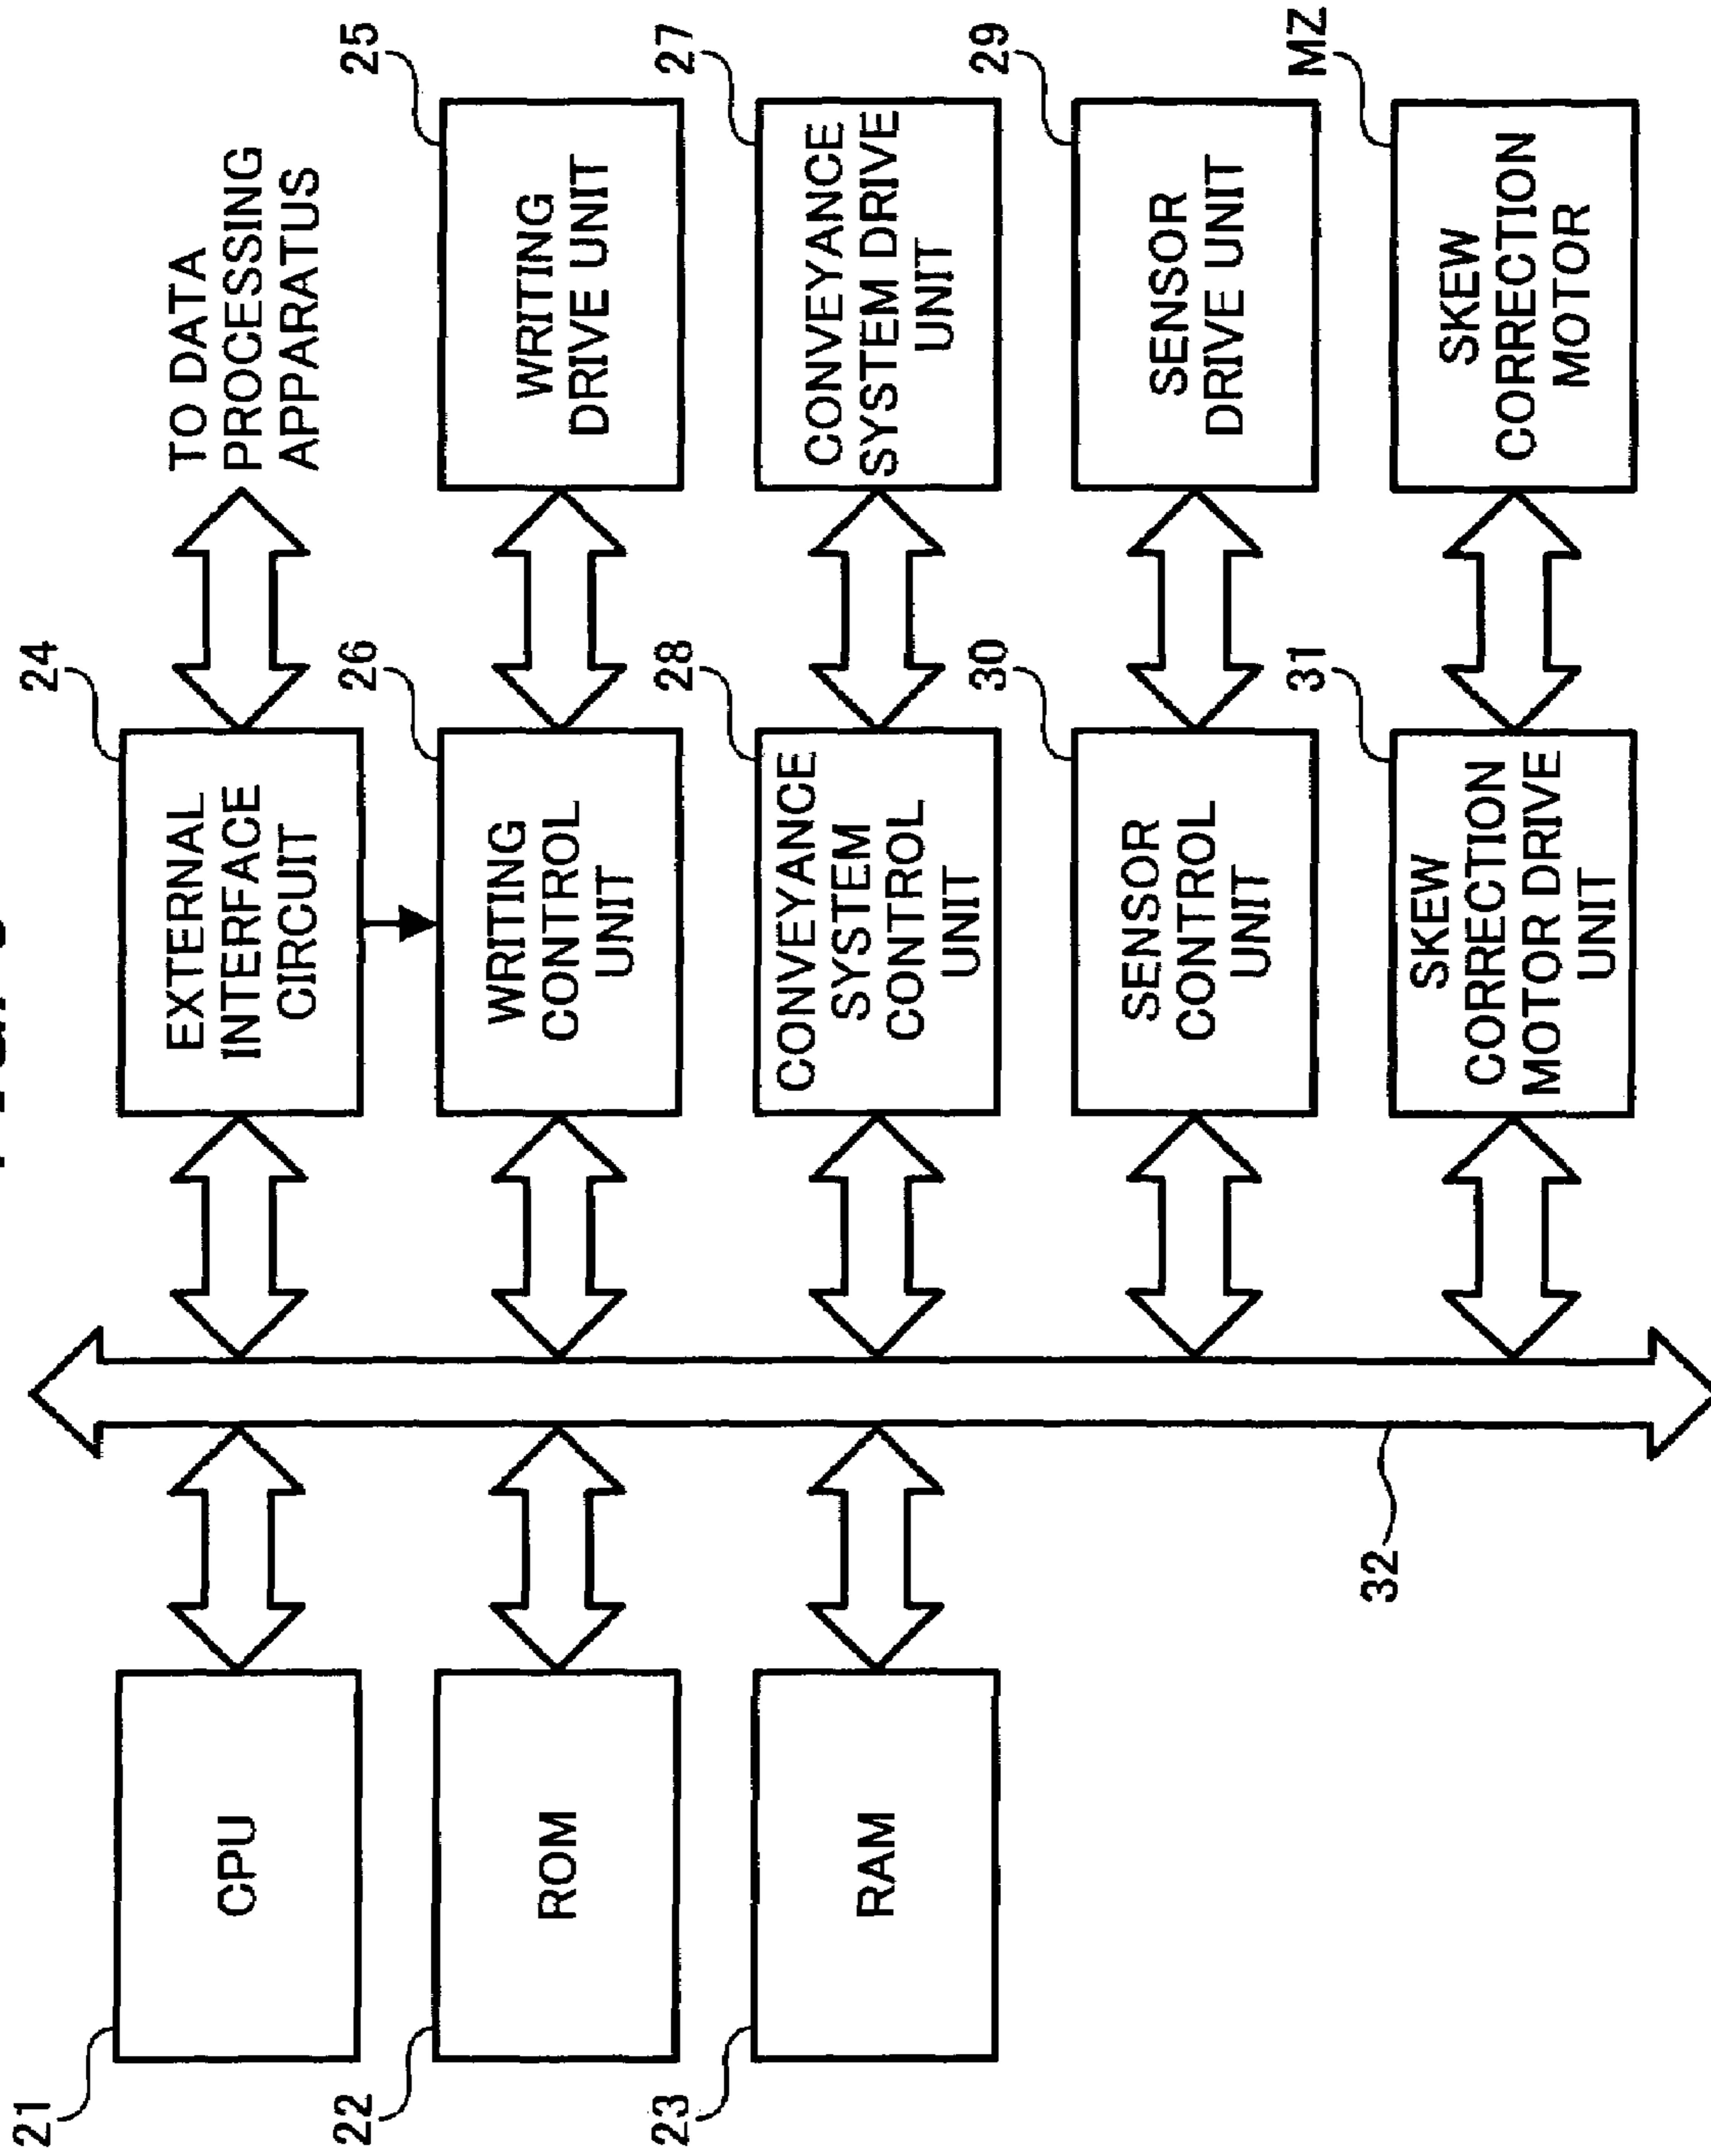 21
CPU
24
EXTERNAL
INTERFACE
CIRCUIT
TO DATA
PROCESSING
APPARATUS
22
ROM
26
WRITING
CONTROL
UNIT
25
WRITING
DRIVE UNIT
23
RAM
28
CONVEYANCE
SYSTEM
CONTROL
UNIT
27
CONVEYANCE
SYSTEM DRIVE
UNIT
30
SENSOR
CONTROL
UNIT
29
SENSOR
DRIVE UNIT
32
31
SKEW
CORRECTION
MOTOR DRIVE
UNIT
MZ
SKEW
CORRECTION
MOTOR